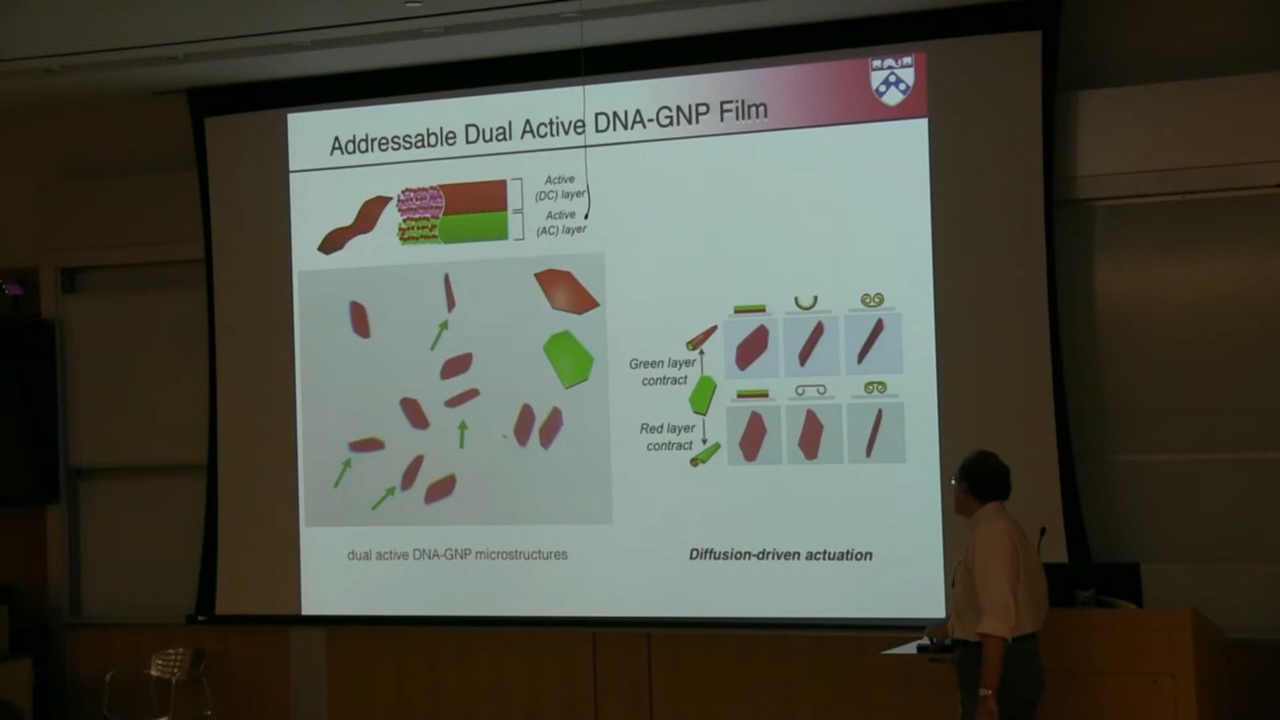 Addressable Dual Active DNA-GNP Film
Active
(DC) layer
Active
(AC) layer
Green layer
contract
Red layer
contract
dual active DNA-GNP microstructures
Diffusion-driven actuation